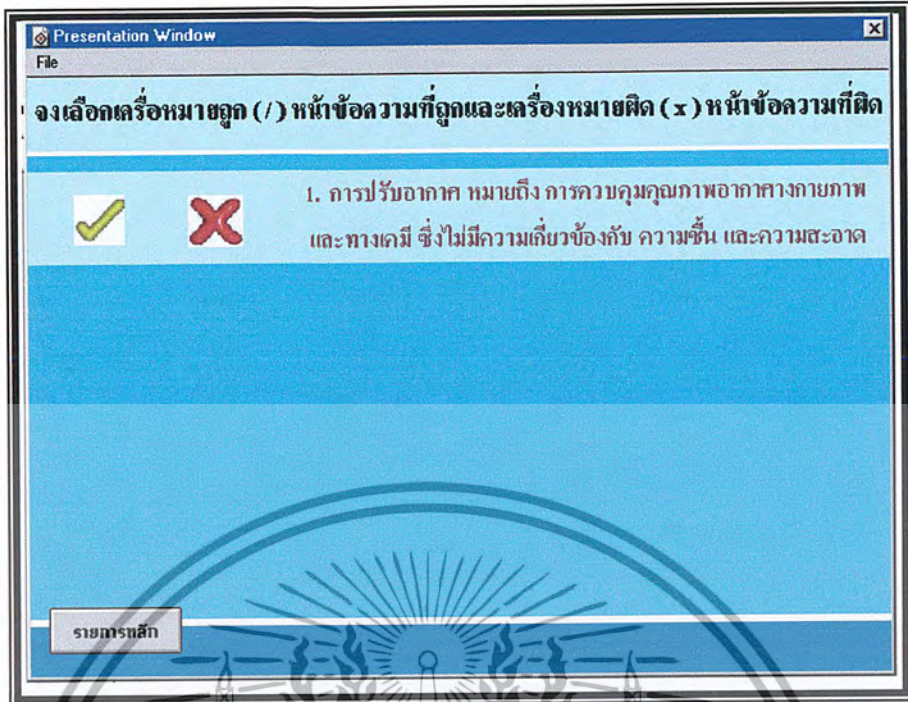 Presentation Window
File
จงเลือกเครื่อหมายถูก (/) หน้าข้อความที่ถูกและเครื่องหมายผิด (x) หน้าข้อความที่ผิด
1. การปรับอากาศ หมายถึง การควบคุมคุณภาพอากาศางกายภาพ
และทางเคมี ซึ่งไม่มีความเกี่ยวข้องกับ ความชื้น และความสะอาด
รายการหลัก